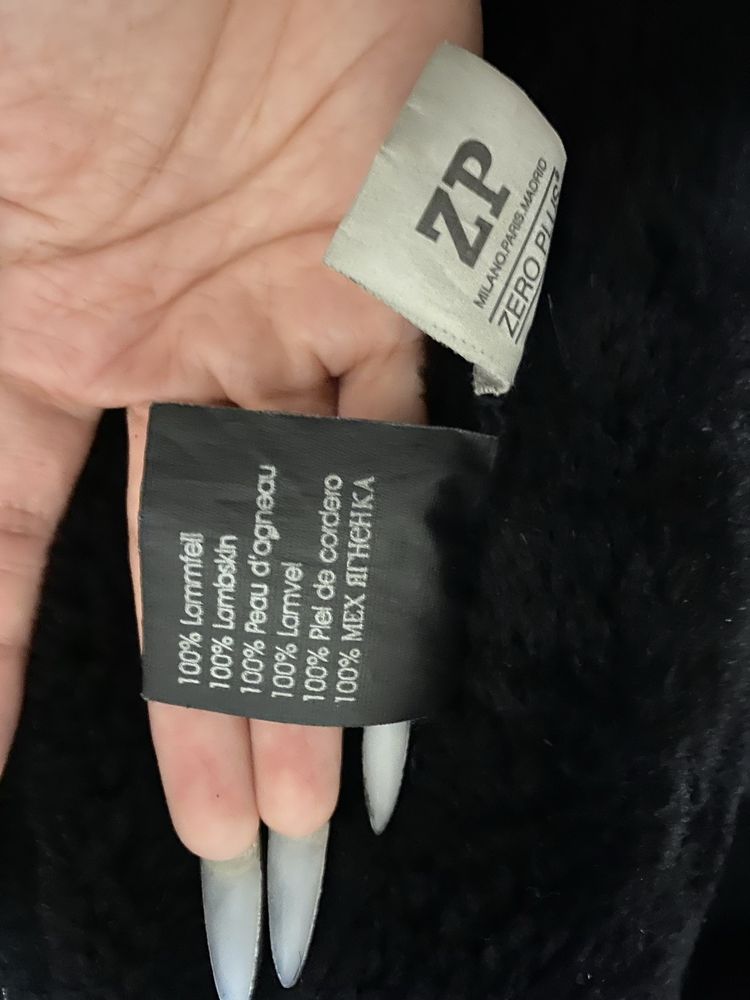 ZP
MILANO.PARIS.MADRID
ZERO PLUS
100% Lammfell
100% Lambskin
100% Peau d'agneau
100% Lamvel
100% Piel de cordero
100% МЕХ ЯГНЕНКА